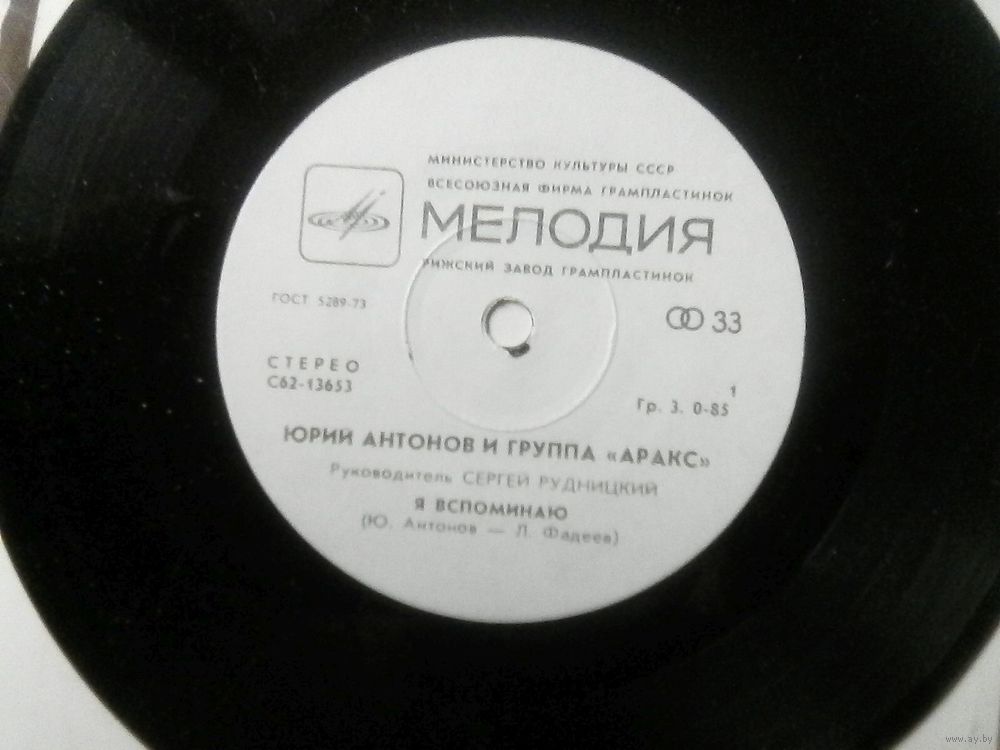 МИНИСТЕРСТВО КУЛЬТУРЫ СССР
ВСЕСОЮЗНАЯ ФИРМА ГРАМПЛАСТИНОК
МЕЛОДИЯ
РИЖСКИЙ ЗАВОД ГРАМПЛАСТИНОК
ГОСТ 5289-73
33
СТЕРЕО
С62-13653
1
Гр. 3. 0-85
ЮРИЙ АНТОНОВ И ГРУППА «АРАКС»
Руководитель СЕРГЕЙ РУДНИЦКИЙ
Я ВСПОМИНАЮ
(Ю. Антонов — Л. Фадеев)
www.ay.by